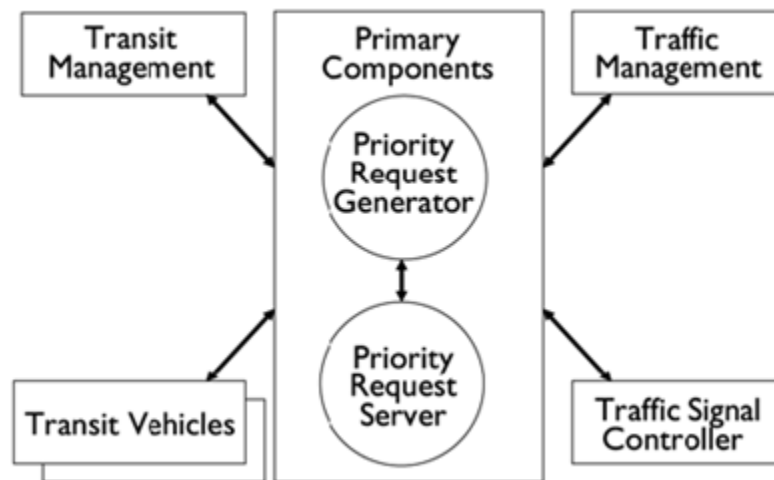 Transit
Management
Primary
Components
Traffic
Management
Priority
Request
Generator
Priority
Request
Server
Transit Vehicles
Traffic Signal
Controller